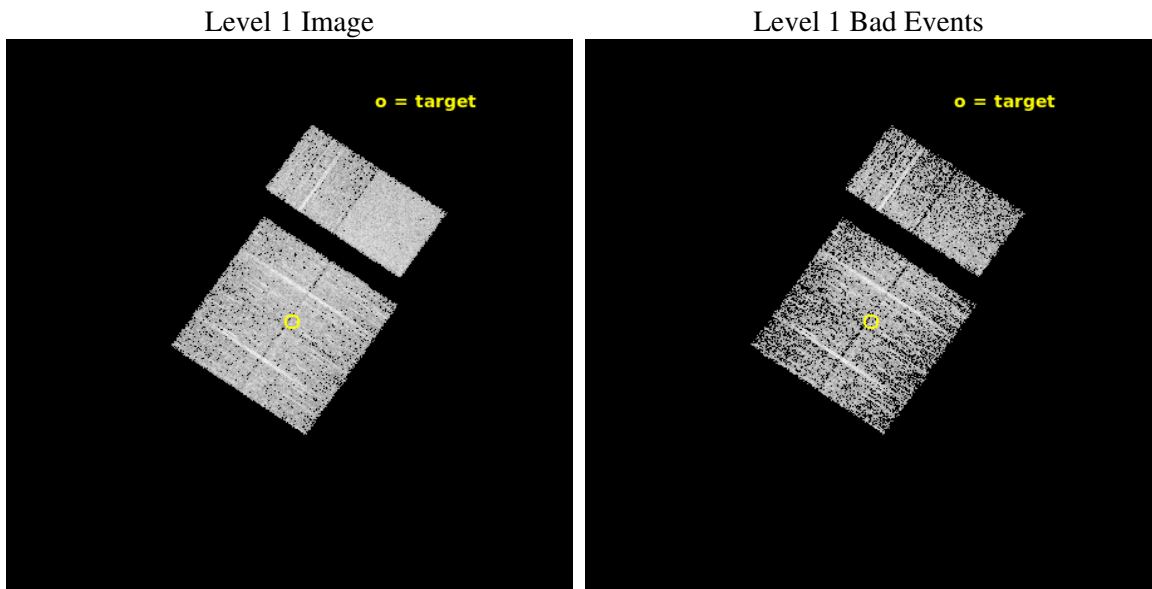 Level 1 Image
Level 1 Bad Events
o = target
o = target